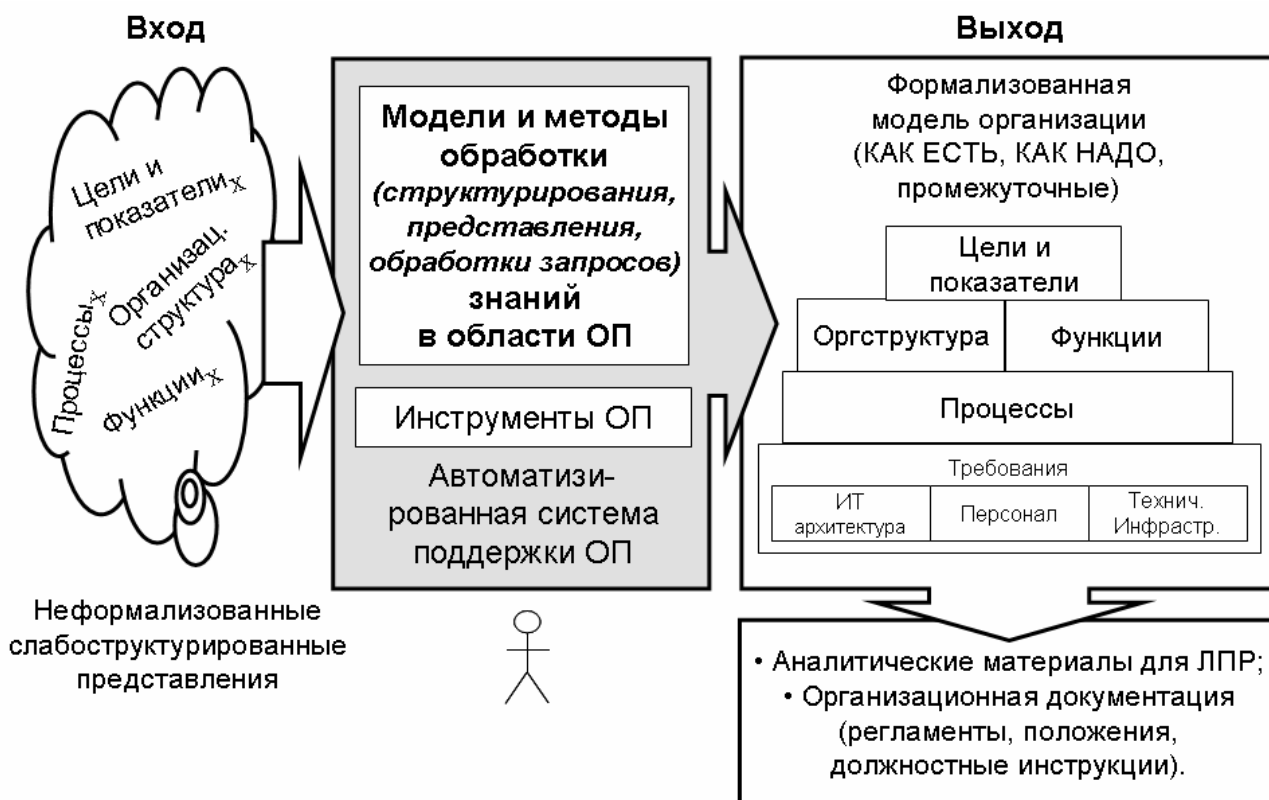 Вход
Цели и
показатели x
Организац.
структура x
Процессы x
Функции x
Неформализованные
слабоструктурированные
представления
Модели и методы
обработки
(структурирования,
представления,
обработки запросов)
знаний
в области ОП
Инструменты ОП
Автоматизи-
рованная система
поддержки ОП
Выход
Формализованная
модель организации
(КАК ЕСТЬ, КАК НАДО,
промежуточные)
Цели и
показатели
Оргструктура
Функции
Процессы
Требования
ИТ
архитектура
Персонал
Технич.
Инфрастр.
• Аналитические материалы для ЛПР;
• Организационная документация
(регламенты, положения,
должностные инструкции).